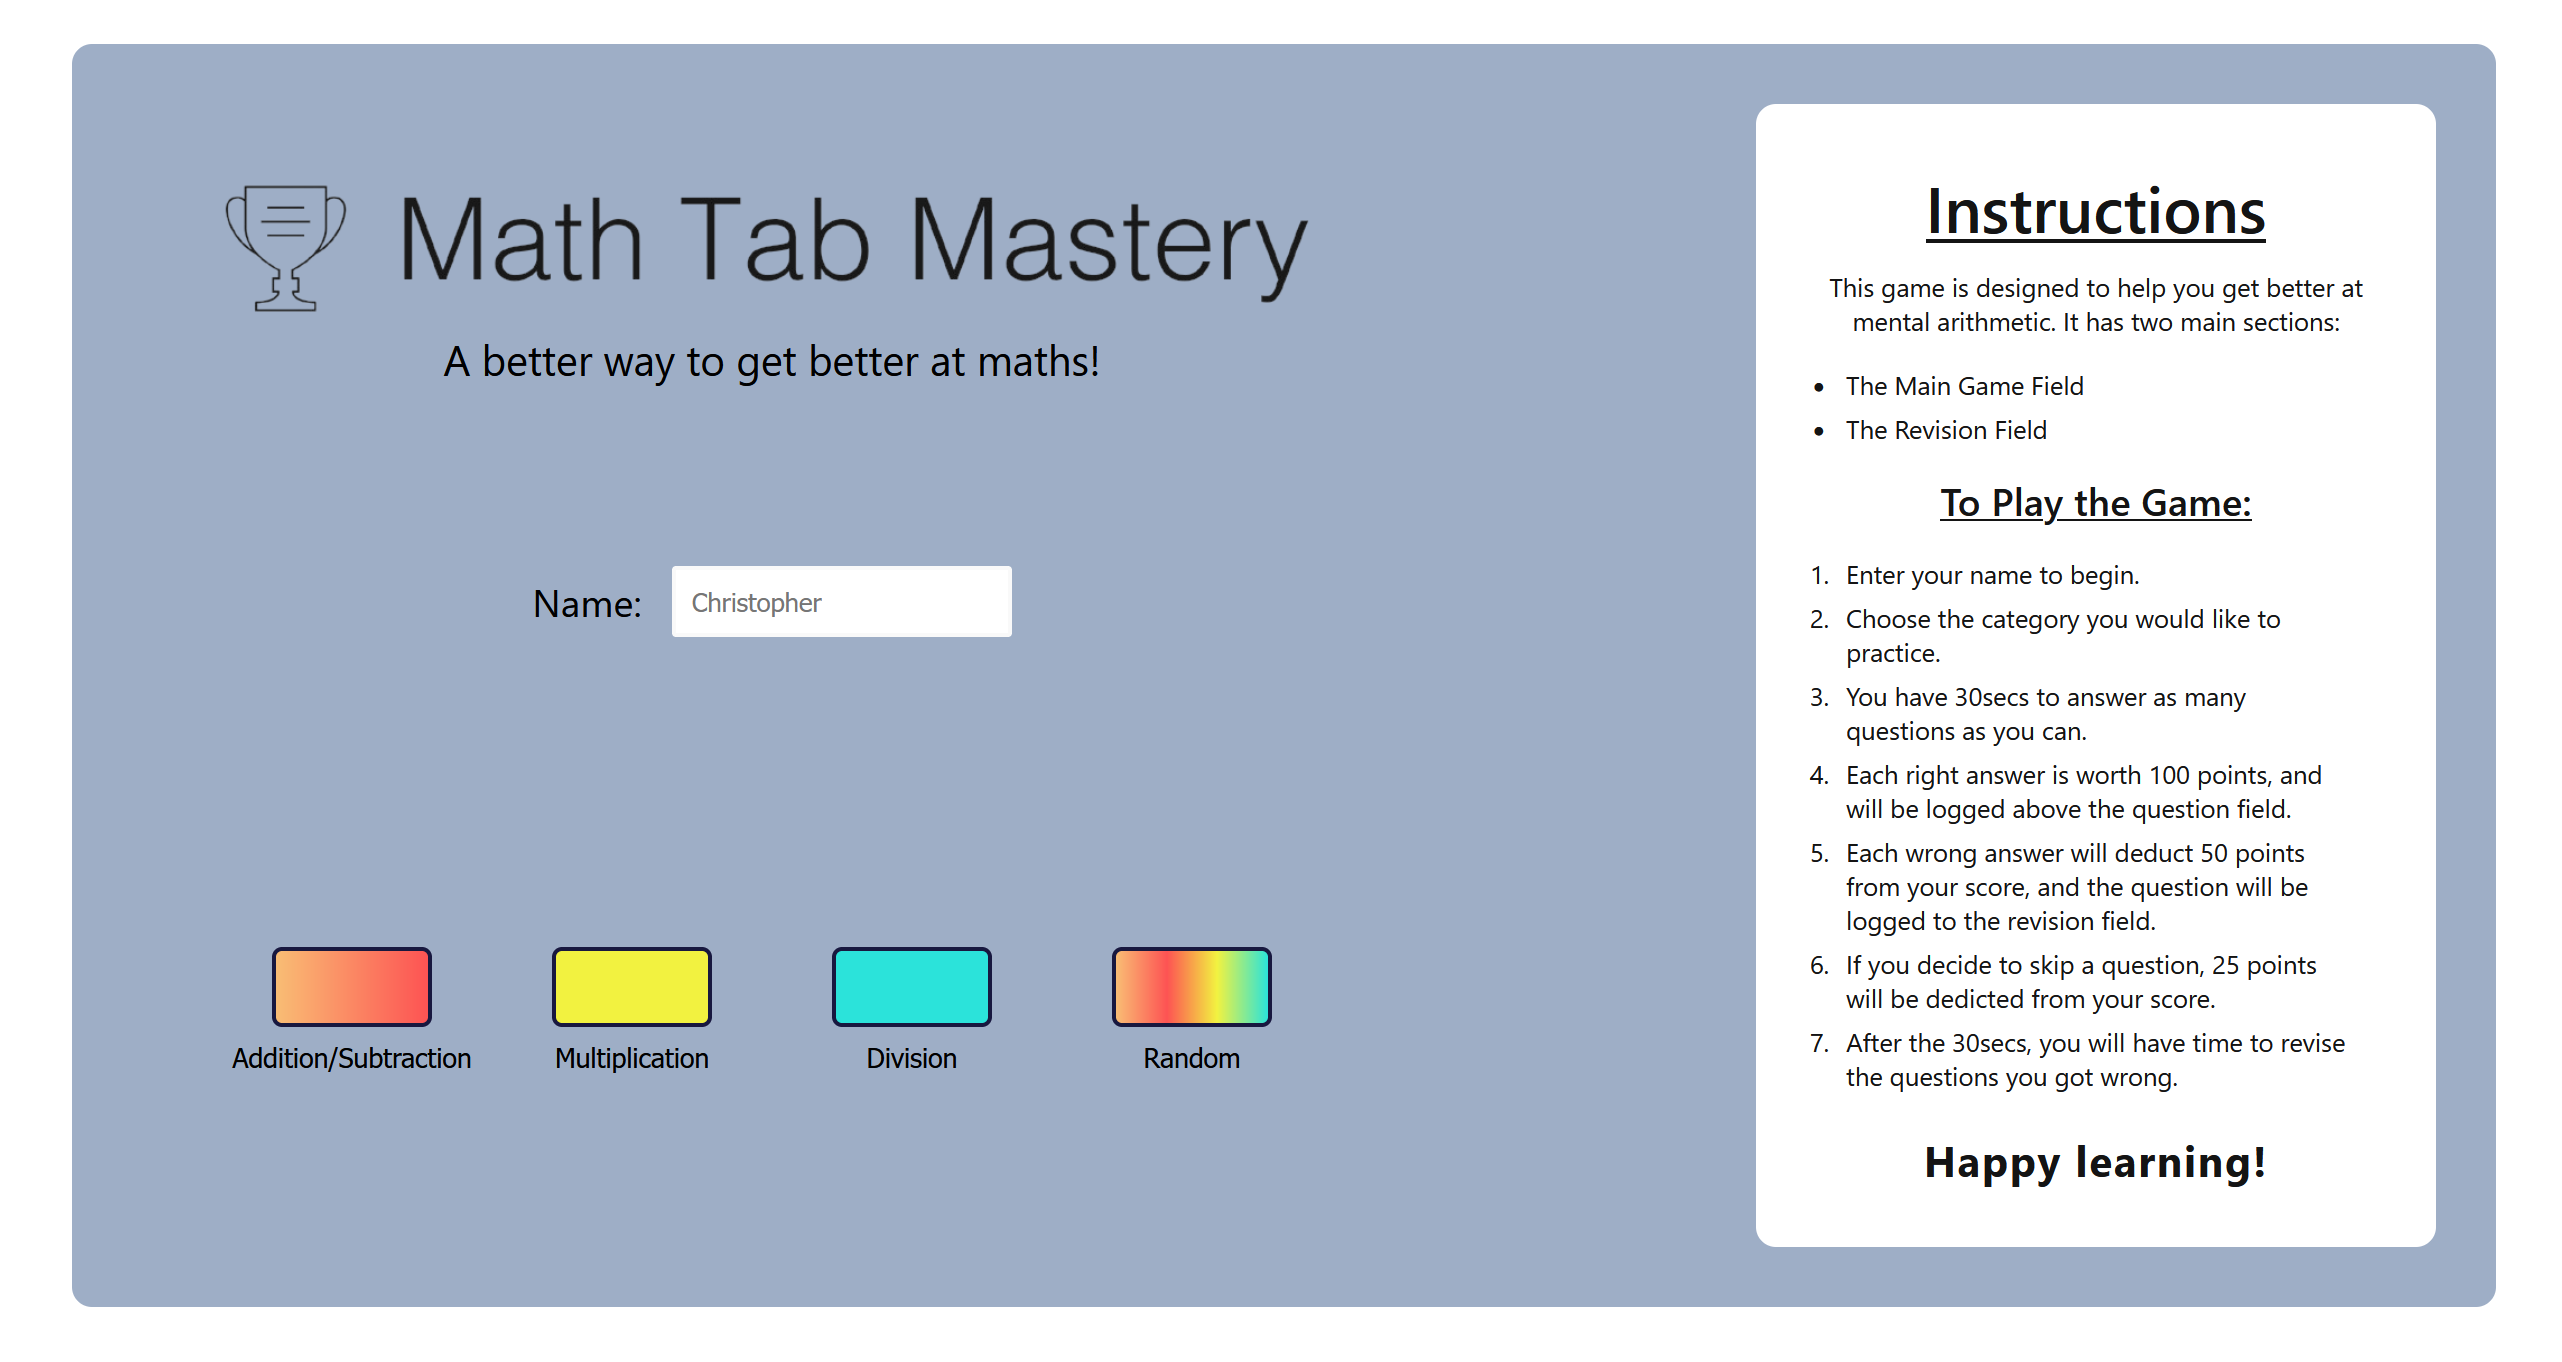 Math Tab Mastery
A better way to get better at maths!
Name:
Christopher
Addition/Subtraction
Multiplication
Division
Random
Instructions
This game is designed to help you get better at
mental arithmetic. It has two main sections:
• The Main Game Field
• The Revision Field
To Play the Game:
1. Enter your name to begin.
2. Choose the category you would like to
practice.
3. You have 30secs to answer as many
questions as you can.
4. Each right answer is worth 100 points, and
will be logged above the question field.
5. Each wrong answer will deduct 50 points
from your score, and the question will be
logged to the revision field.
6. If you decide to skip a question, 25 points
will be dedicted from your score.
7. After the 30secs, you will have time to revise
the questions you got wrong.
Happy learning!